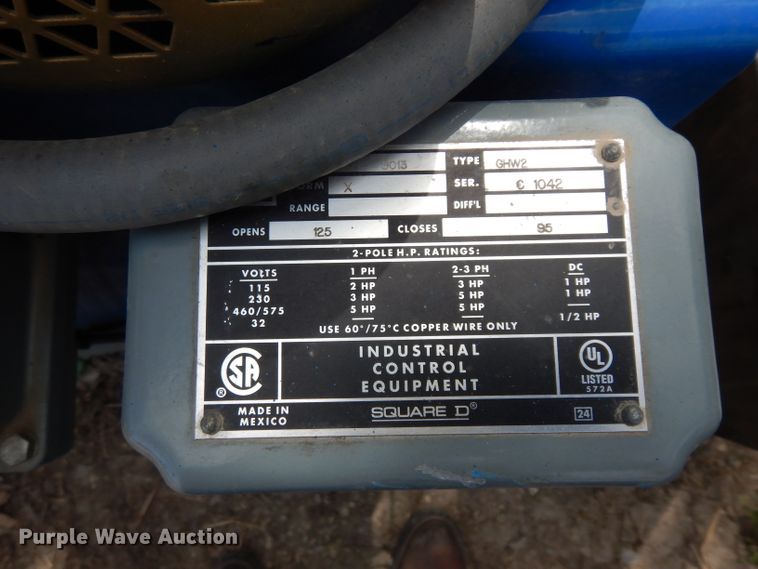 9013 TYPE GHW2
FORM X SER. C 1042
RANGE DIFF'L
OPENS 125 CLOSES 95
2-POLE H.P. RATINGS:
VOLTS 1 PH 2-3 PH DC
115 2 HP 3 HP 1 HP
230 3 HP 5 HP 1 HP
460/575 5 HP 5 HP
32 1/2 HP
USE 60°/75°C COPPER WIRE ONLY
SA ®
INDUSTRIAL
CONTROL
EQUIPMENT
UL ®
LISTED
572A
MADE IN
MEXICO
SQUARE D®
24
Purple Wave Auction